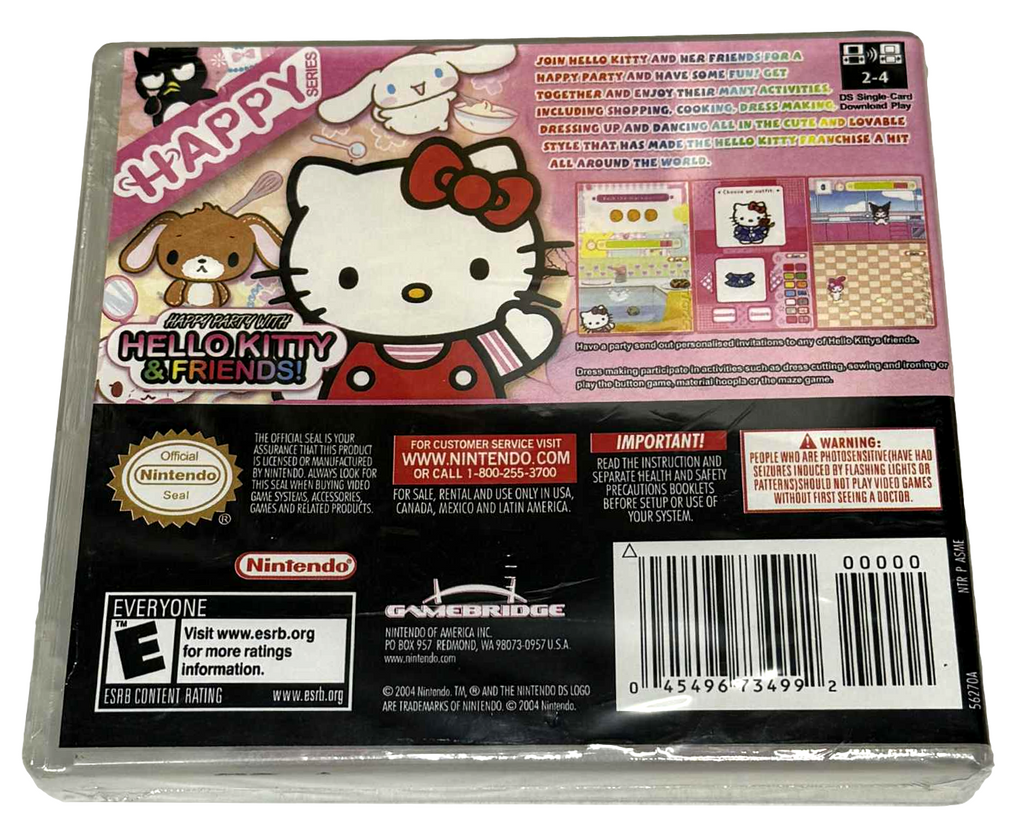 HAPPY
SERIES
JOIN HELLO KITTY AND HER FRIENDS FOR A
HAPPY PARTY AND HAVE SOME FUN! GET
TOGETHER AND ENJOY THEIR MANY ACTIVITIES,
INCLUDING SHOPPING, COOKING, DRESS MAKING,
DRESSING UP AND DANCING ALL IN THE CUTE AND LOVABLE
STYLE THAT HAS MADE THE HELLO KITTY FRANCHISE A HIT
ALL AROUND THE WORLD.
2-4
DS Single-Card
Download Play
Choose an outfit.
HAPPY PARTY WITH
HELLO KITTY
& FRIENDS!
Have a party send out personalised invitations to any of Hello Kittys friends.
Dress making participate in activities such as dress cutting, sewing and ironing or
play the button game, material hoopla or the maze game.
Official
Nintendo
Seal
®
THE OFFICIAL SEAL IS YOUR
ASSURANCE THAT THIS PRODUCT
IS LICENSED OR MANUFACTURED
BY NINTENDO. ALWAYS LOOK FOR
THIS SEAL WHEN BUYING VIDEO
GAME SYSTEMS, ACCESSORIES,
GAMES AND RELATED PRODUCTS.
FOR CUSTOMER SERVICE VISIT
WWW.NINTENDO.COM
OR CALL 1-800-255-3700
FOR SALE, RENTAL AND USE ONLY IN USA,
CANADA, MEXICO AND LATIN AMERICA.
IMPORTANT!
READ THE INSTRUCTION AND
SEPARATE HEALTH AND SAFETY
PRECAUTIONS BOOKLETS
BEFORE SETUP OR USE OF
YOUR SYSTEM.
WARNING:
PEOPLE WHO ARE PHOTOSENSITIVE(HAVE HAD
SEIZURES INDUCED BY FLASHING LIGHTS OR
PATTERNS)SHOULD NOT PLAY VIDEO GAMES
WITHOUT FIRST SEEING A DOCTOR.
Nintendo®
EVERYONE
E
TM
Visit www.esrb.org
for more ratings
information.
ESRB CONTENT RATING www.esrb.org
GAMEBRIDGE
NINTENDO OF AMERICA INC.
PO BOX 957 REDMOND, WA 98073-0957 U.S.A.
www.nintendo.com
© 2004 Nintendo. TM, ® AND THE NINTENDO DS LOGO
ARE TRADEMARKS OF NINTENDO. © 2004 Nintendo.
00000
0 45496 73499 2
NTR P ASME
56270A